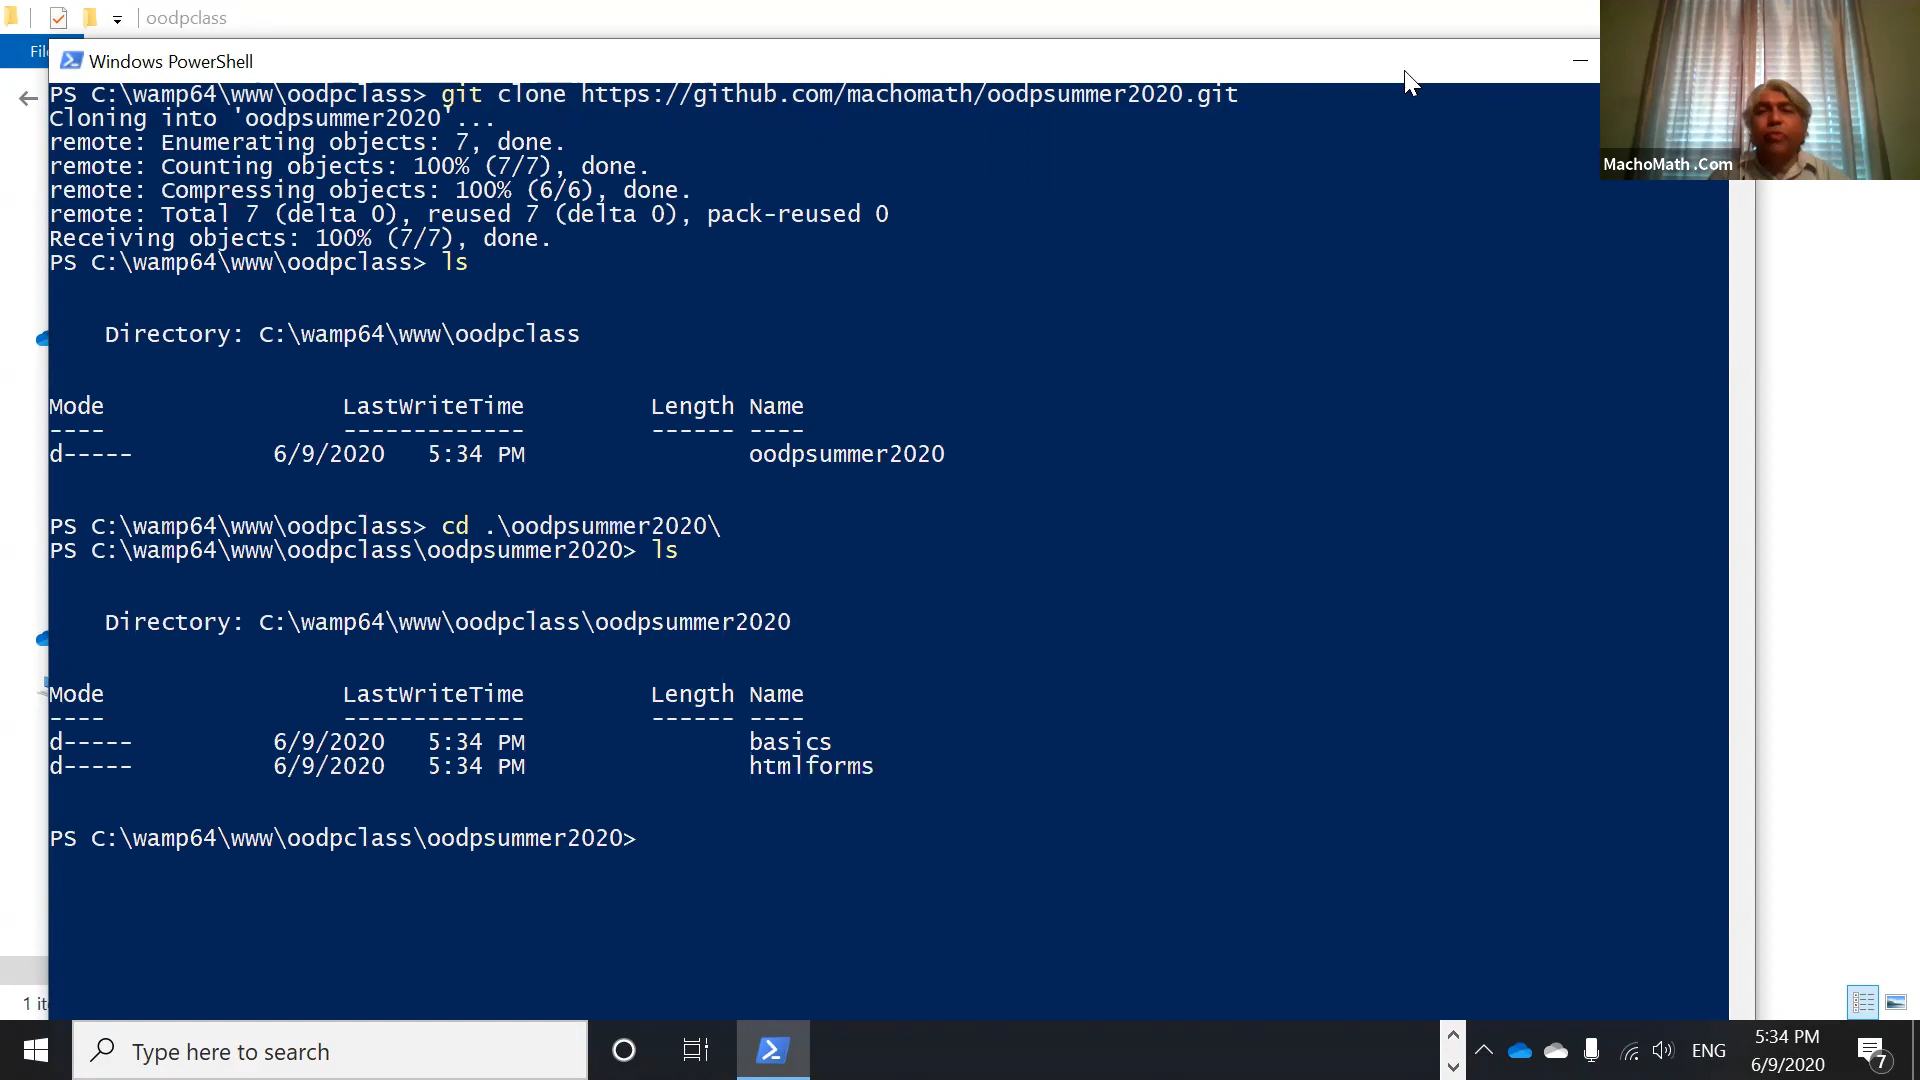 oodpclass
Windows PowerShell
PS C:\wamp64\www\oodpclass> git clone https://github.com/machomath/oodpsummer2020.git
Cloning into 'oodpsummer2020'...
remote: Enumerating objects: 7, done.
remote: Counting objects: 100% (7/7), done.
remote: Compressing objects: 100% (6/6), done.
remote: Total 7 (delta 0), reused 7 (delta 0), pack-reused 0
Receiving objects: 100% (7/7), done.
PS C:\wamp64\www\oodpclass> ls
Directory: C:\wamp64\www\oodpclass
Mode LastWriteTime Length Name
---- ------------- ------ ----
d----- 6/9/2020 5:34 PM oodpsummer2020
PS C:\wamp64\www\oodpclass> cd .\oodpsummer2020\
PS C:\wamp64\www\oodpclass\oodpsummer2020> ls
Directory: C:\wamp64\www\oodpclass\oodpsummer2020
Mode LastWriteTime Length Name
---- ------------- ------ ----
d----- 6/9/2020 5:34 PM basics
d----- 6/9/2020 5:34 PM htmlforms
PS C:\wamp64\www\oodpclass\oodpsummer2020>
MachoMath .Com
Type here to search
ENG
5:34 PM
6/9/2020
7